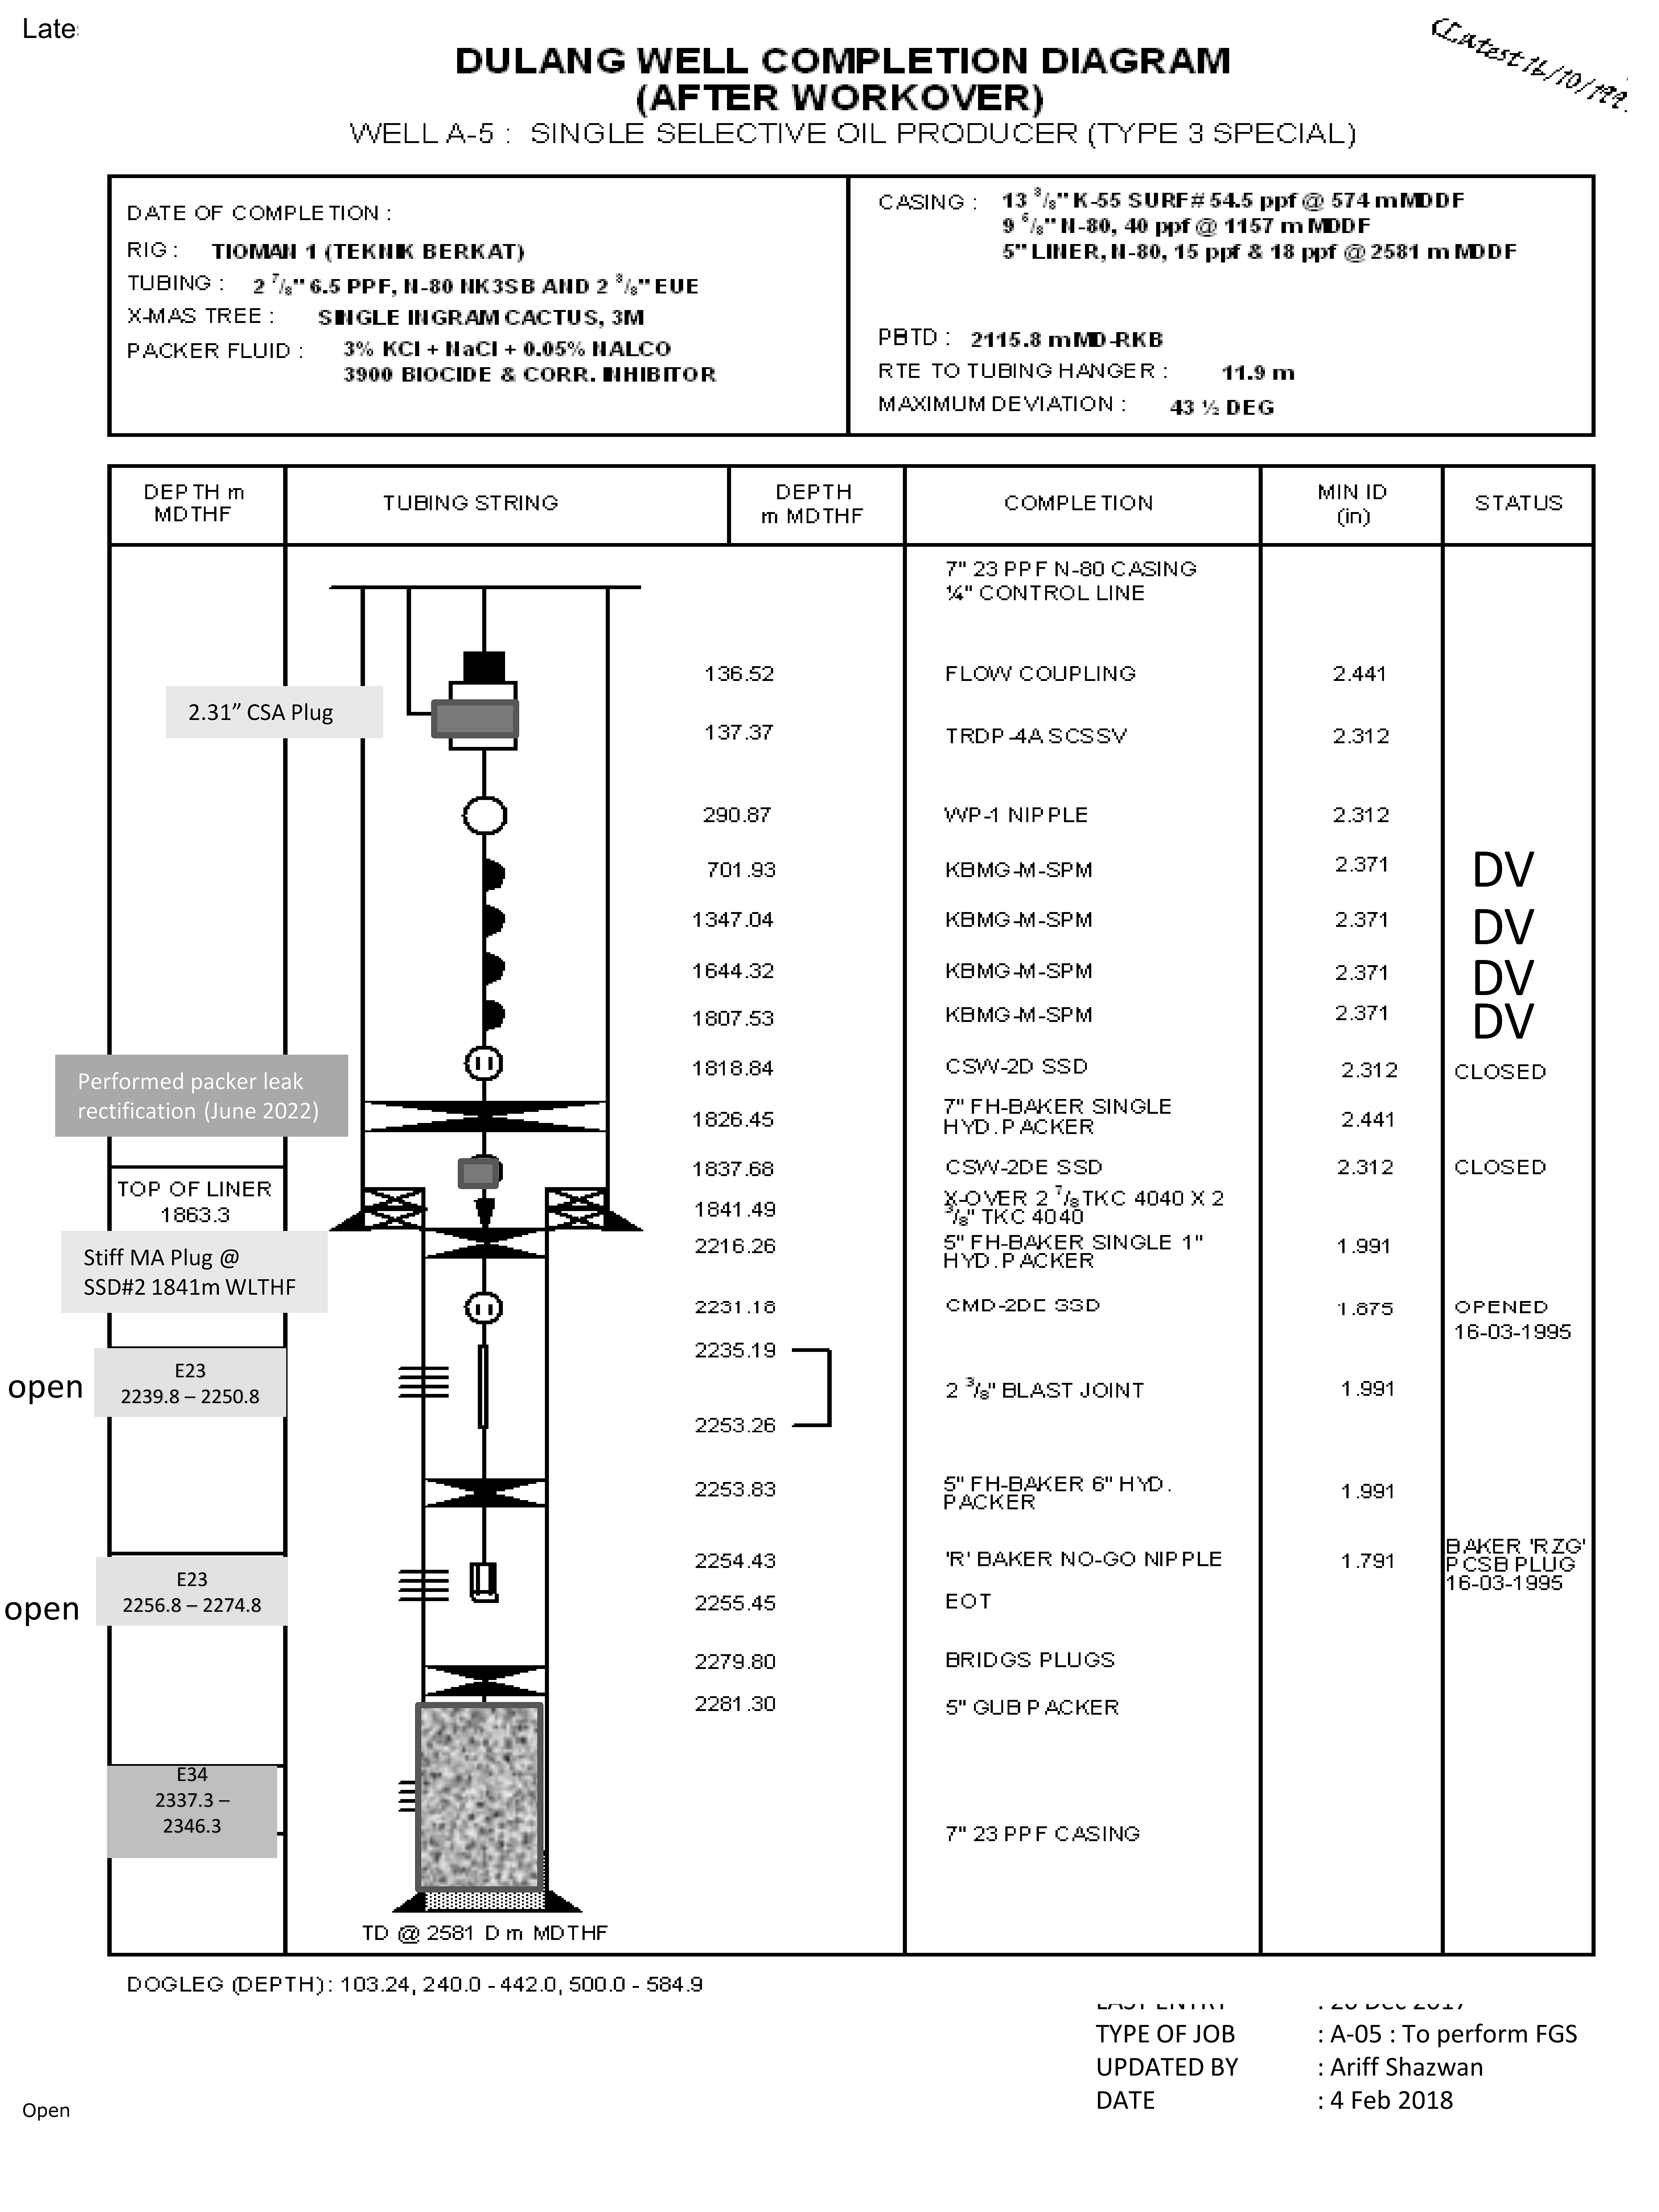 (Latest 16/10/199
DULANG WELL COMPLETION DIAGRAM
(AFTER WORKOVER)
WELL A-5 : SINGLE SELECTIVE OIL PRODUCER (TYPE 3 SPECIAL)
DATE OF COMPLETION :
RIG : TIOMAN 1 (TEKNIK BERKAT)
TUBING : 2 7/8" 6.5 PPF, N-80 NK3SB AND 2 3/8" EUE
X-MAS TREE : SINGLE INGRAM CACTUS, 3M
PACKER FLUID : 3% KCl + NaCl + 0.05% NALCO
3900 BIOCIDE & CORR. INHIBITOR
CASING : 13 3/8" K-55 SURF# 54.5 ppf @ 574 mMDDF
9 5/8" N-80, 40 ppf @ 1157 m MDDF
5" LINER, N-80, 15 ppf & 18 ppf @ 2581 m MDDF
PBTD : 2115.8 mMD-RKB
RTE TO TUBING HANGER : 11.9 m
MAXIMUM DEVIATION : 43 ½ DEG
DEPTH m
MDTHF
TUBING STRING
DEPTH
m MDTHF
COMPLETION
MIN ID
(in)
STATUS
7" 23 PPF N-80 CASING
¼" CONTROL LINE
136.52 FLOW COUPLING 2.441
2.31” CSA Plug
137.37 TRDP-4A SCSSV 2.312
290.87 WP-1 NIPPLE 2.312
701.93 KBMG-M-SPM 2.371 DV
1347.04 KBMG-M-SPM 2.371 DV
1644.32 KBMG-M-SPM 2.371 DV
1807.53 KBMG-M-SPM 2.371 DV
1818.84 CSW-2D SSD 2.312 CLOSED
Performed packer leak
rectification (June 2022)
1826.45 7" FH-BAKER SINGLE
HYD.PACKER 2.441
1837.68 CSW-2DE SSD 2.312 CLOSED
TOP OF LINER
1863.3
1841.49 X-OVER 2 7/8 TKC 4040 X 2
3/8" TKC 4040
2216.26 5" FH-BAKER SINGLE 1"
HYD.PACKER 1.991
Stiff MA Plug @
SSD#2 1841m WLTHF
2231.18 CMD-2DE SSD 1.875 OPENED
16-03-1995
2235.19
open
E23
2239.8 – 2250.8
2 3/8" BLAST JOINT 1.991
2253.26
2253.83 5" FH-BAKER 6" HYD.
PACKER 1.991
2254.43 'R' BAKER NO-GO NIPPLE 1.791 BAKER 'RZG'
PCSB PLUG
16-03-1995
open
E23
2256.8 – 2274.8
2255.45 EOT
2279.80 BRIDGS PLUGS
2281.30 5" GUB PACKER
E34
2337.3 –
2346.3
7" 23 PPF CASING
TD @ 2581 D m MDTHF
DOGLEG (DEPTH) : 103.24, 240.0 - 442.0, 500.0 - 584.9
TYPE OF JOB : A-05 : To perform FGS
UPDATED BY : Ariff Shazwan
DATE : 4 Feb 2018
Open